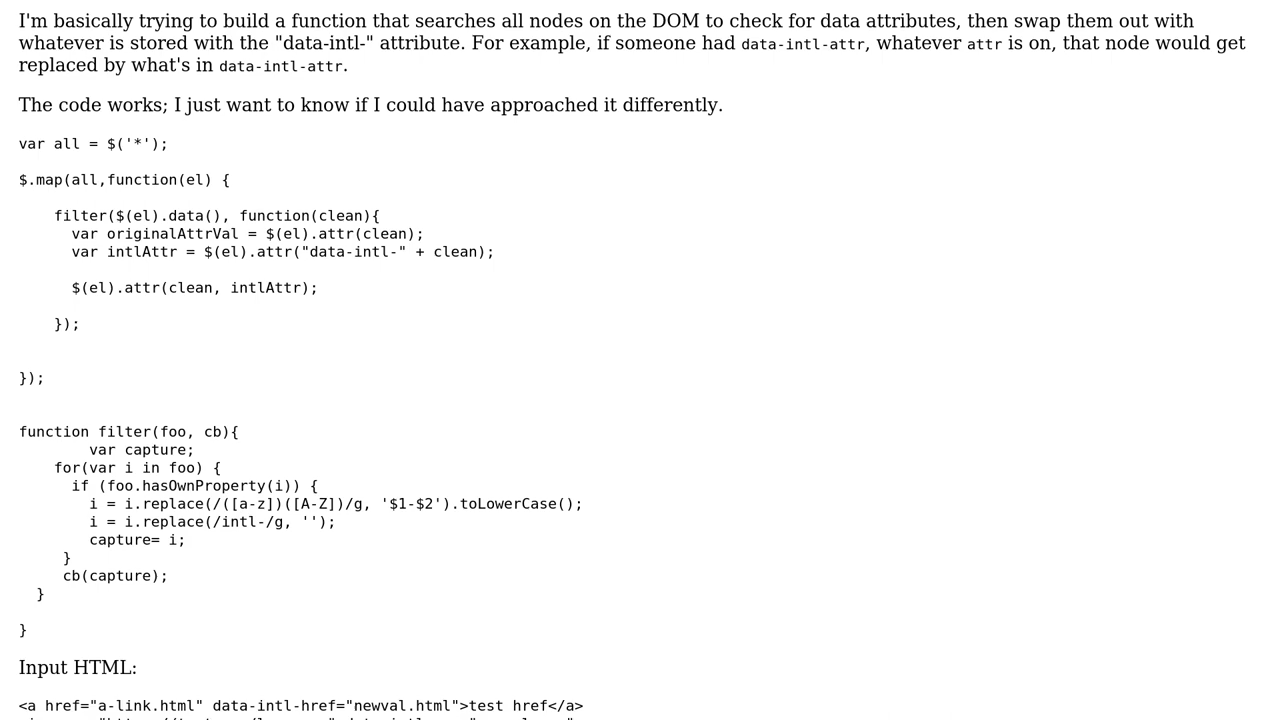 I'm basically trying to build a function that searches all nodes on the DOM to check for data attributes, then swap them out with
whatever is stored with the "data-intl-" attribute. For example, if someone had data-intl-attr, whatever attr is on, that node would get
replaced by what's in data-intl-attr.
The code works; I just want to know if I could have approached it differently.
var all = $('*');
$.map(all,function(el) {
    filter($(el).data(), function(clean){
      var originalAttrVal = $(el).attr(clean);
      var intlAttr = $(el).attr("data-intl-" + clean);
      $(el).attr(clean, intlAttr);
    });
});
function filter(foo, cb){
        var capture;
    for(var i in foo) {
      if (foo.hasOwnProperty(i)) {
        i = i.replace(/([a-z])([A-Z])/g, '$1-$2').toLowerCase();
        i = i.replace(/intl-/g, '');
        capture= i;
     }
     cb(capture);
  }
}
Input HTML:
<a href="a-link.html" data-intl-href="newval.html">test href</a>